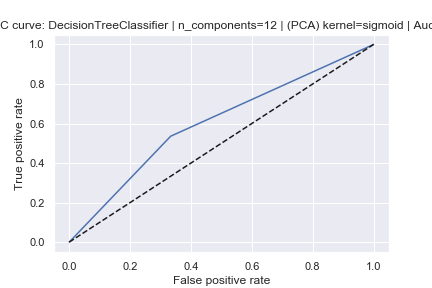 C curve: DecisionTreeClassifier | n_components=12 | (PCA) kernel=sigmoid | Auc
1.0
0.8
0.6
0.4
0.2
0.0
True positive rate
0.0 0.2 0.4 0.6 0.8 1.0
False positive rate